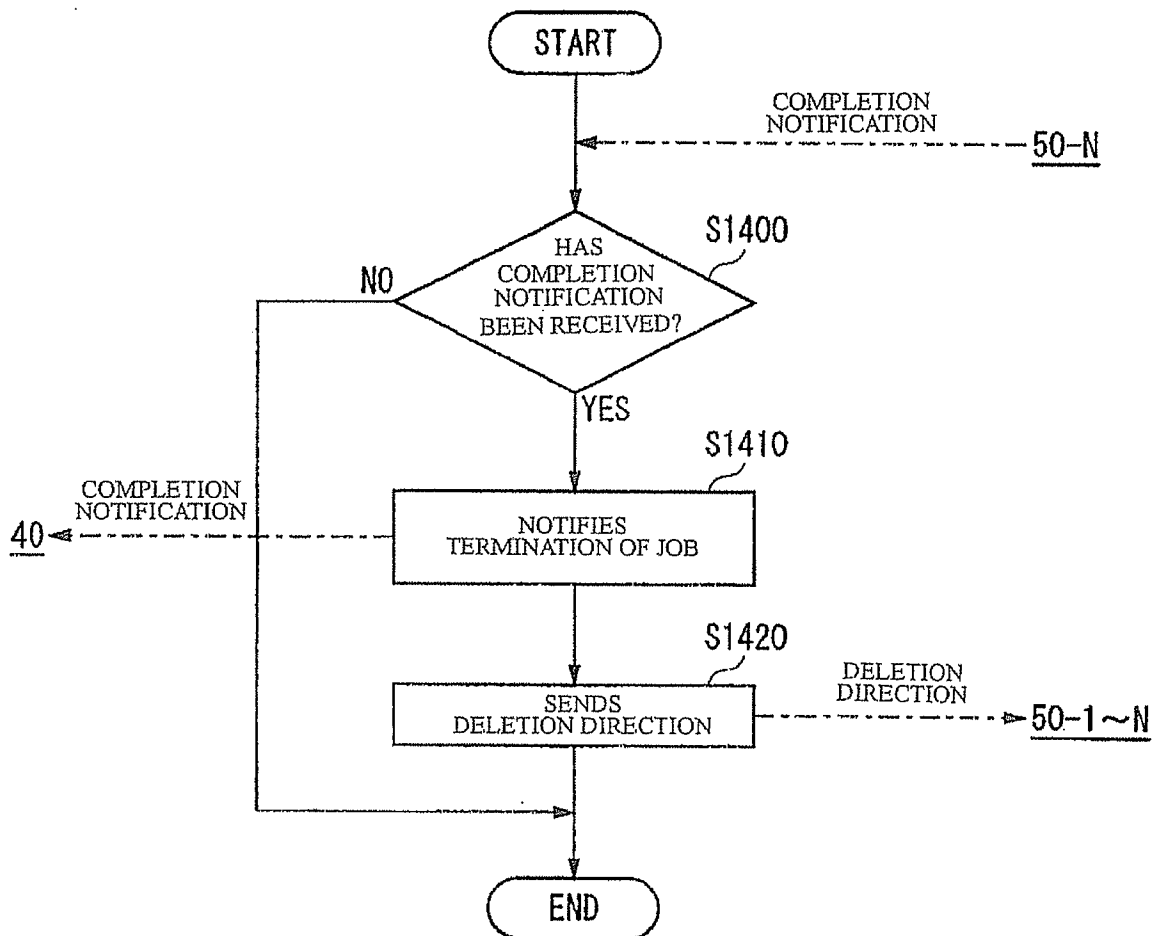 START
COMPLETION
NOTIFICATION
50-N
S1400
HAS
COMPLETION
NOTIFICATION
BEEN RECEIVED?
NO
YES
S1410
COMPLETION
NOTIFICATION
40
NOTIFIES
TERMINATION OF JOB
S1420
SENDS
DELETION DIRECTION
DELETION
DIRECTION
50-1~N
END